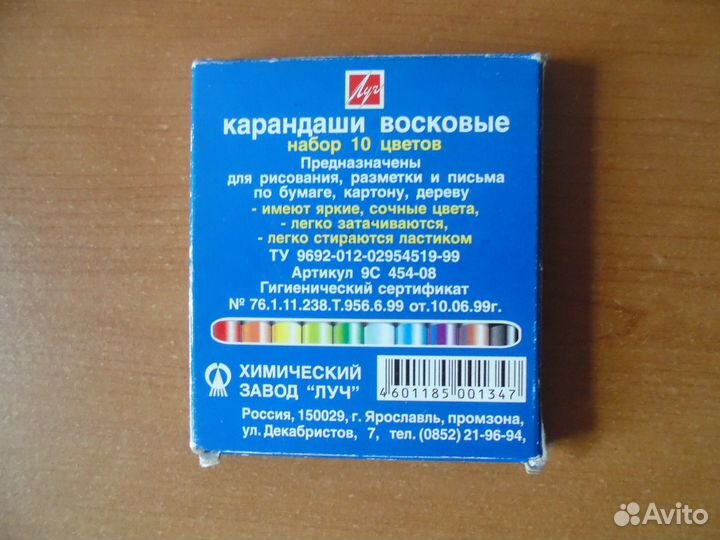 Луч
карандаши восковые
набор 10 цветов
Предназначены
для рисования, разметки и письма
по бумаге, картону, дереву
- имеют яркие, сочные цвета,
- легко затачиваются,
- легко стираются ластиком
ТУ 9692-012-02954519-99
Артикул 9С 454-08
Гигиенический сертификат
№ 76.1.11.238.Т.956.6.99 от.10.06.99г.
ХИМИЧЕСКИЙ
ЗАВОД "ЛУЧ"
4601185 001347
Россия, 150029, г. Ярославль, промзона,
ул. Декабристов, 7, тел. (0852) 21-96-94,
Avito